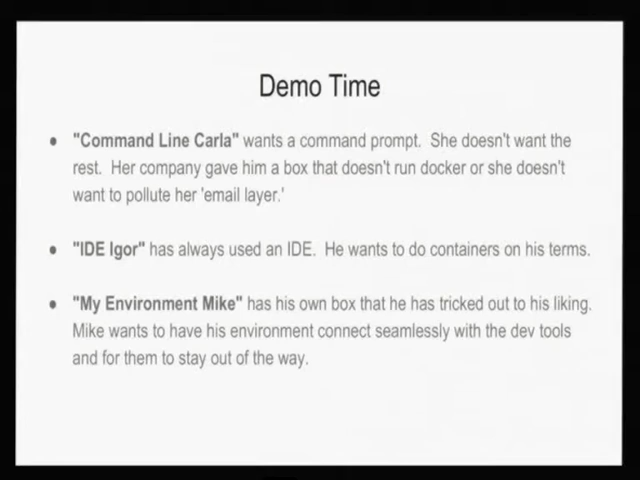 Demo Time
• "Command Line Carla" wants a command prompt. She doesn't want the
rest. Her company gave him a box that doesn't run docker or she doesn't
want to pollute her 'email layer.'
• "IDE Igor" has always used an IDE. He wants to do containers on his terms.
• "My Environment Mike" has his own box that he has tricked out to his liking.
Mike wants to have his environment connect seamlessly with the dev tools
and for them to stay out of the way.